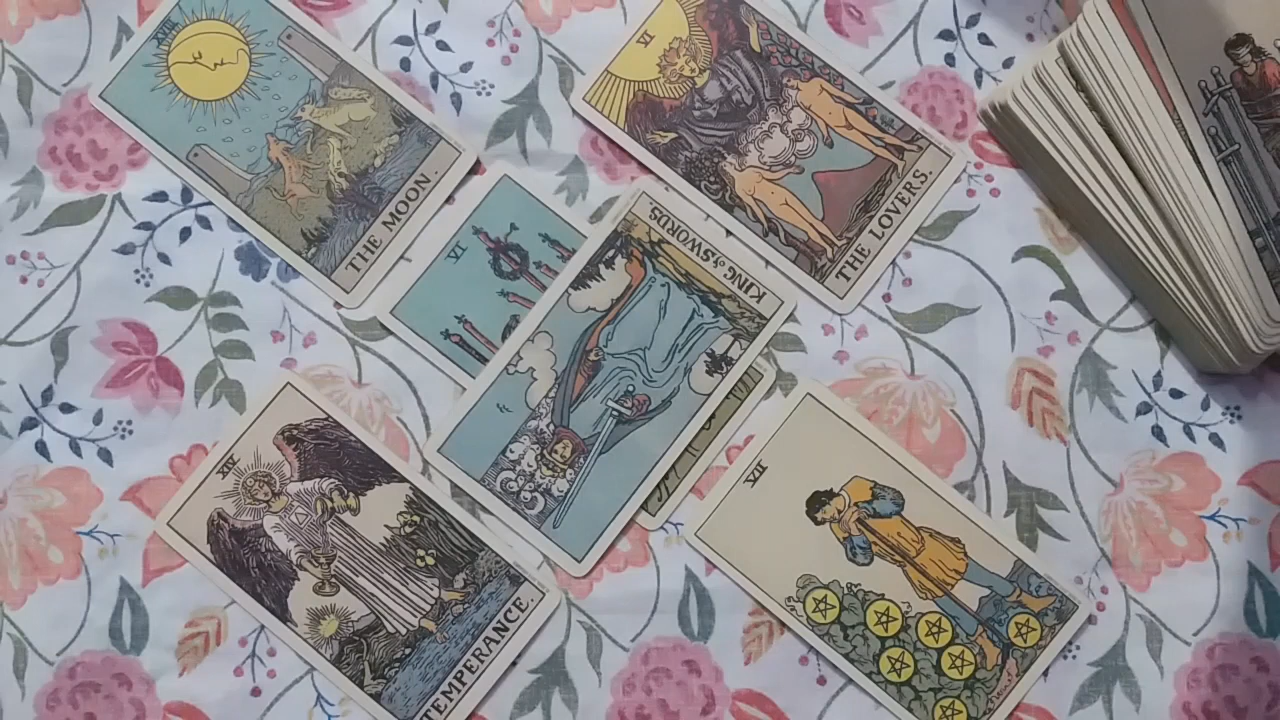 XVIII
THE MOON.
VI
THE LOVERS.
VI
KING of SWORDS.
XIV
TEMPERANCE.
VII